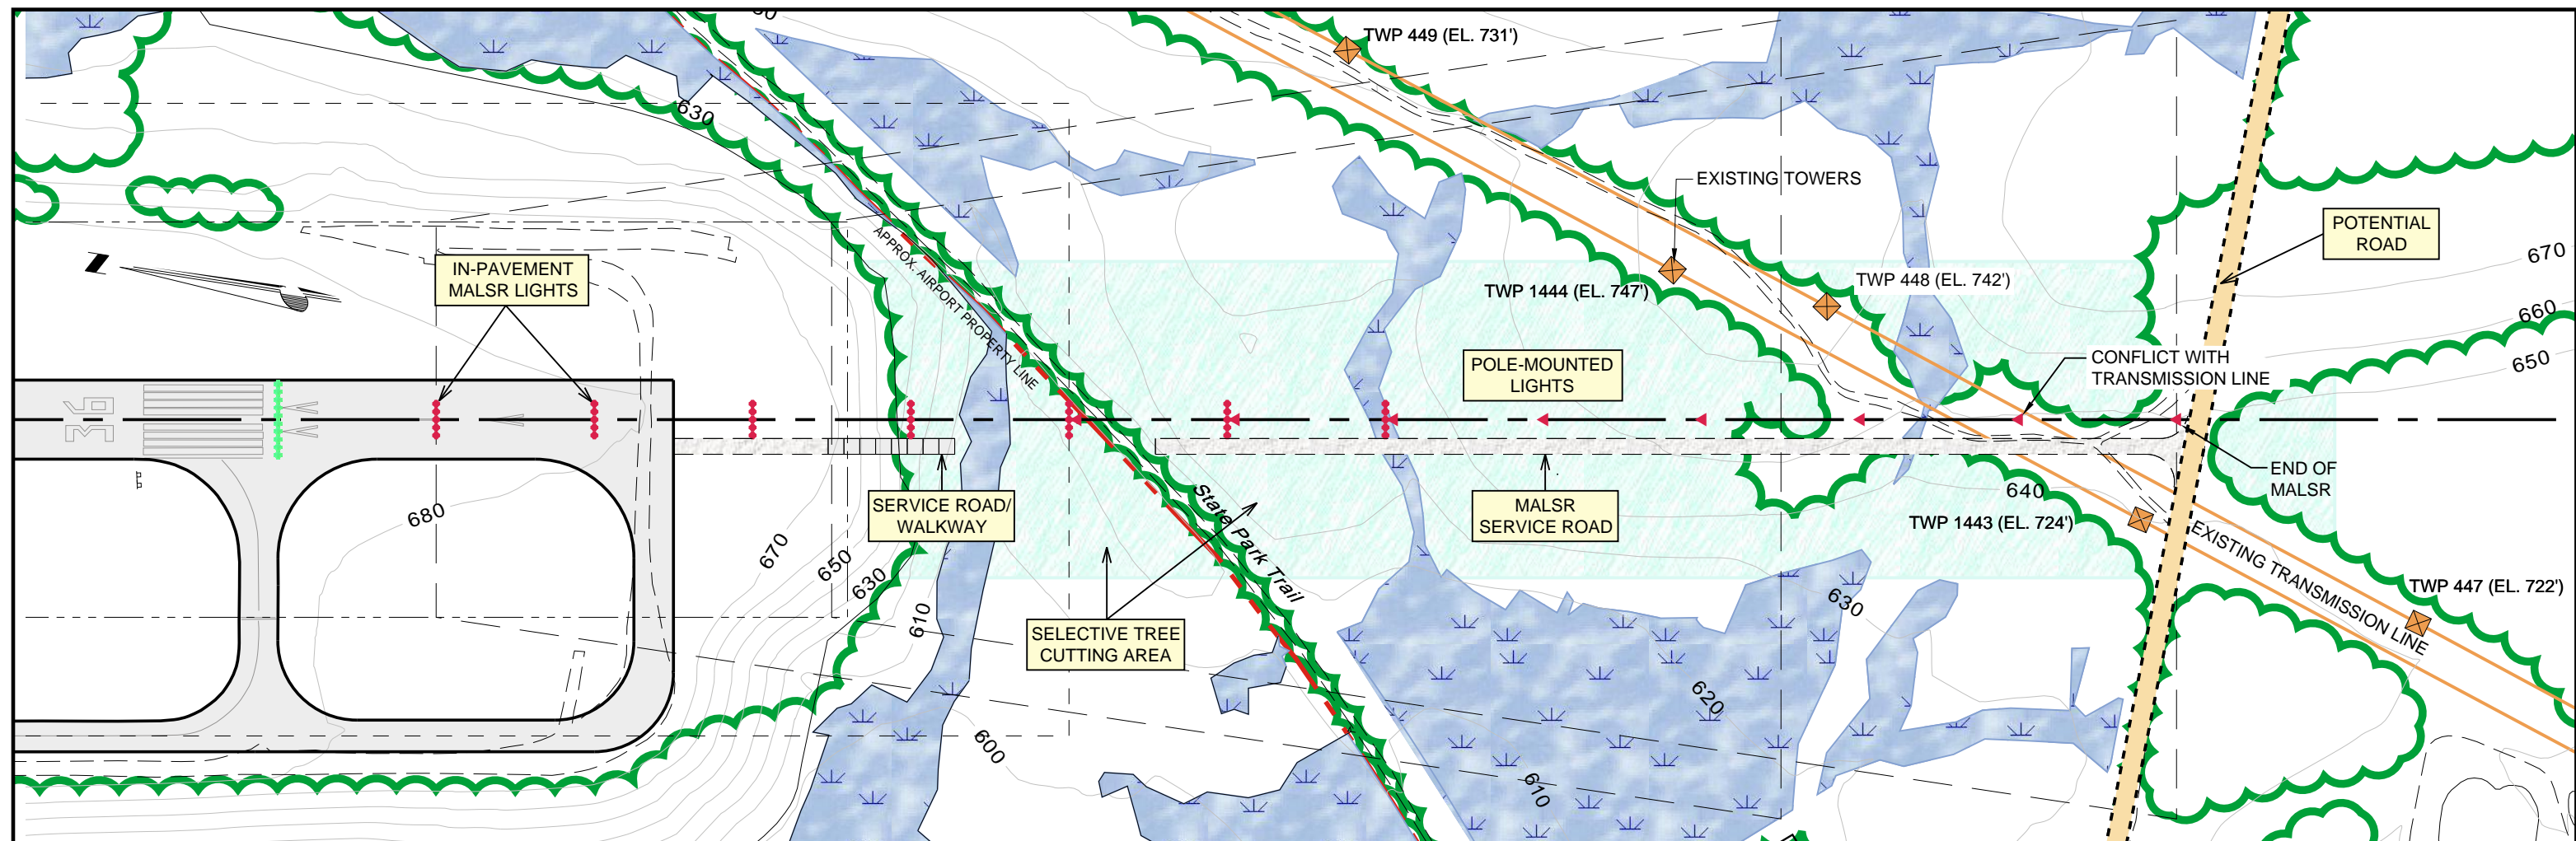 TWP 449 (EL. 731')
630
EXISTING TOWERS
POTENTIAL
ROAD
APPROX. AIRPORT PROPERTY LINE
IN-PAVEMENT
MALSR LIGHTS
TWP 1444 (EL. 747')
TWP 448 (EL. 742')
670
660
650
POLE-MOUNTED
LIGHTS
CONFLICT WITH
TRANSMISSION LINE
END OF
MALSR
680
SERVICE ROAD/
WALKWAY
State Park Trail
MALSR
SERVICE ROAD
640
TWP 1443 (EL. 724')
EXISTING TRANSMISSION LINE
670
650
630
610
TWP 447 (EL. 722')
630
SELECTIVE TREE
CUTTING AREA
620
600
610